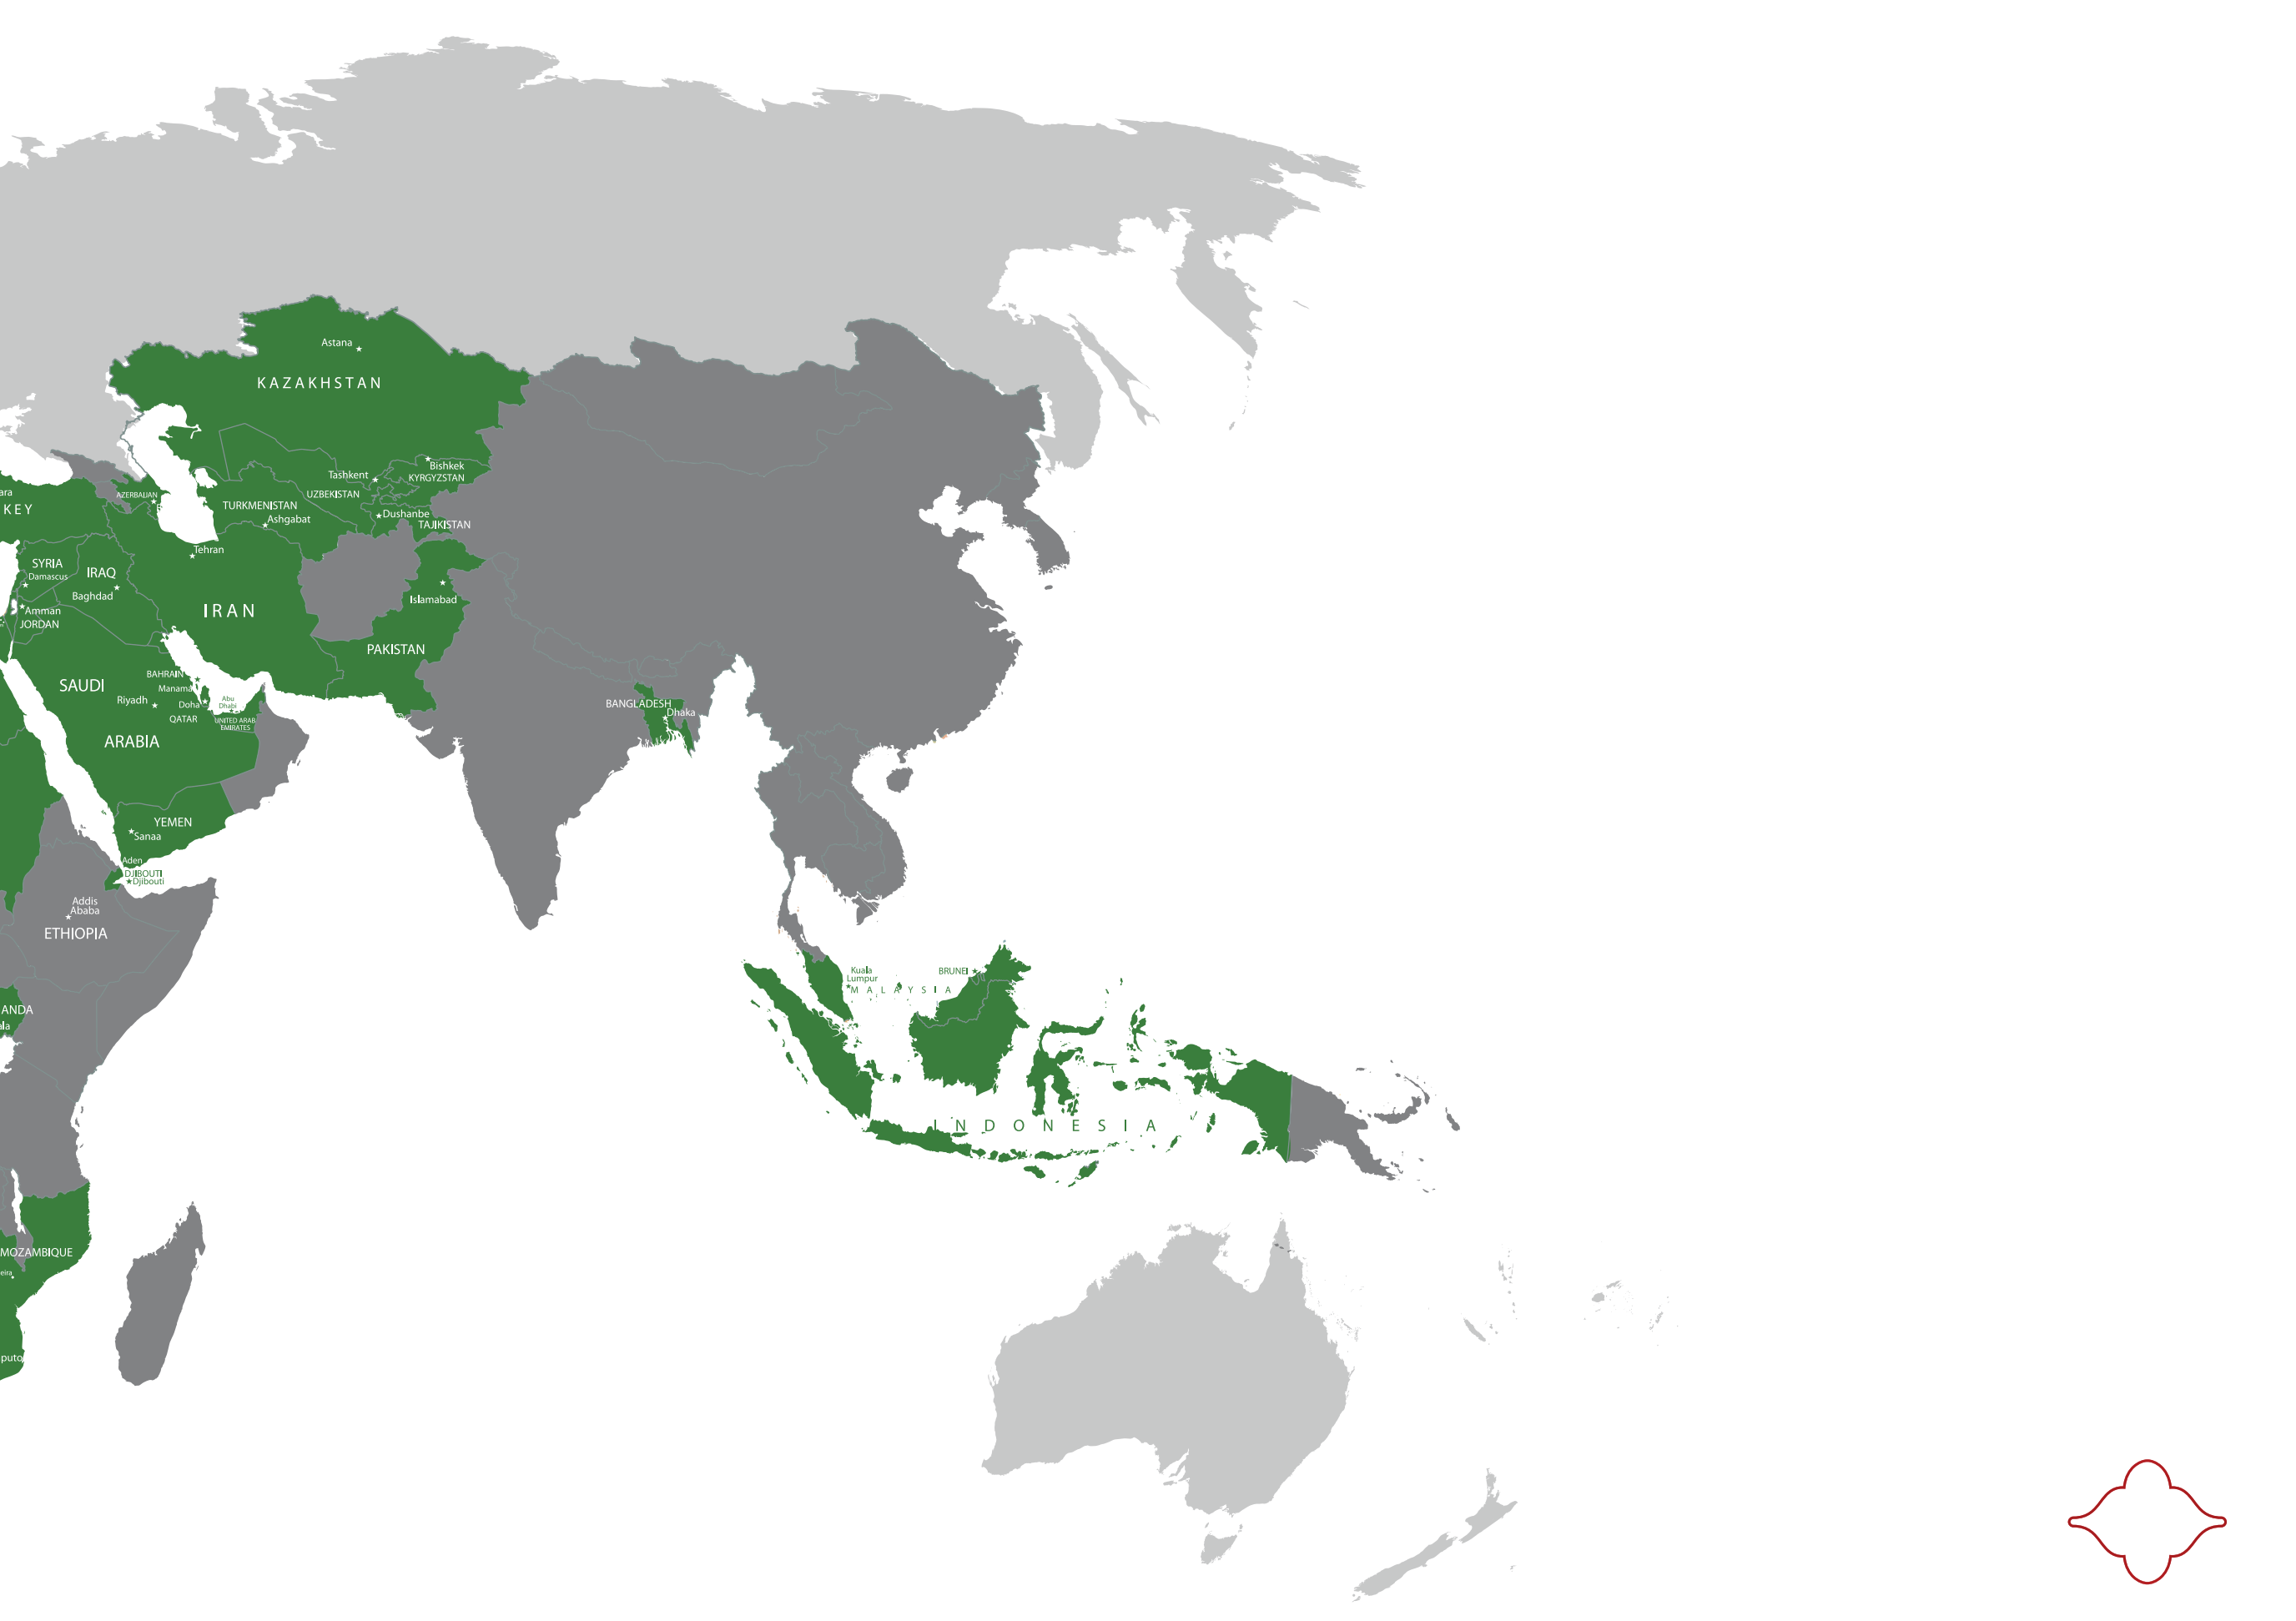 Astana
KAZAKHSTAN
Bishkek
KYRGYZSTAN
Tashkent
UZBEKISTAN
AZERBAIJAN
ara
KEY
TURKMENISTAN
Ashgabat
Dushanbe
TAJIKISTAN
Tehran
SYRIA
Damascus
IRAQ
Baghdad
Islamabad
IRAN
Amman
JORDAN
PAKISTAN
BAHRAIN
Manama
SAUDI
Riyadh
Doha
Abu
Dhabi
QATAR
UNITED ARAB
EMIRATES
BANGLADESH
Dhaka
ARABIA
YEMEN
Sanaa
Aden
DJIBOUTI
Djibouti
Addis
Ababa
ETHIOPIA
Kuala
Lumpur
BRUNEI
MALAYSIA
ANDA
ala
INDONESIA
MOZAMBIQUE
eira
puto